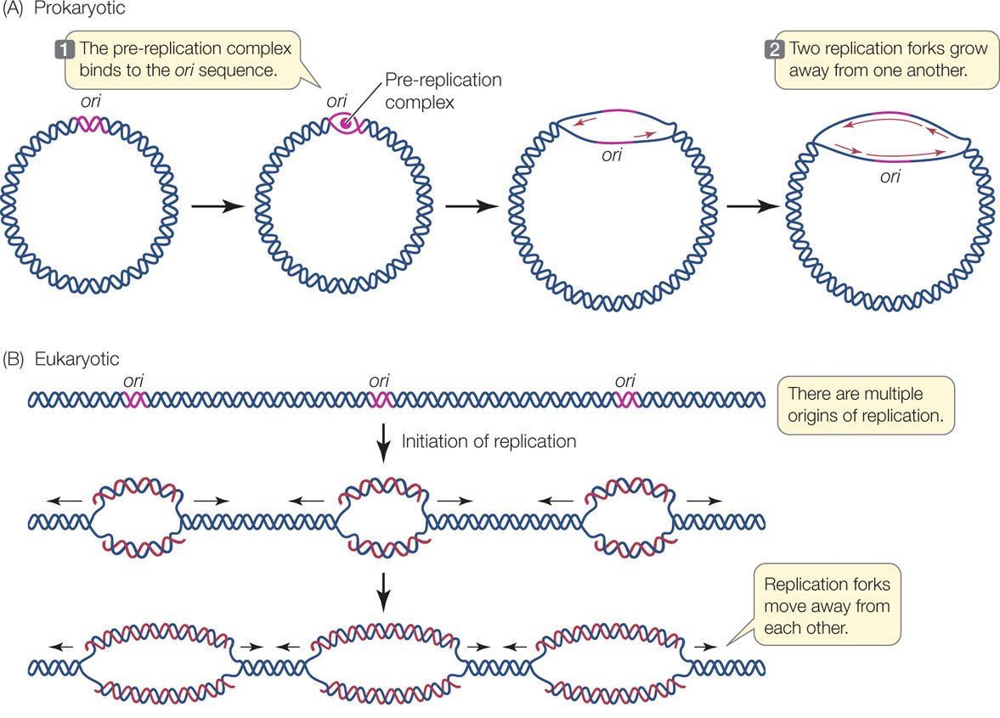 (A) Prokaryotic
1 The pre-replication complex
binds to the ori sequence.
2 Two replication forks grow
away from one another.
ori
ori
Pre-replication
complex
ori
ori
(B) Eukaryotic
ori
ori
ori
There are multiple
origins of replication.
Initiation of replication
Replication forks
move away from
each other.